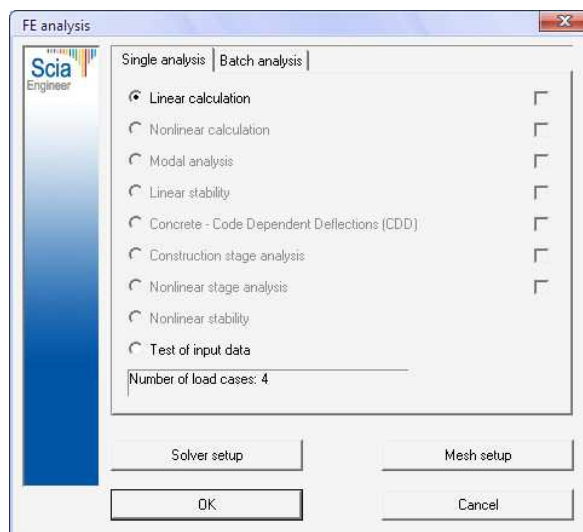 FE analysis
Scia
Engineer
Single analysis
Batch analysis
Linear calculation
Nonlinear calculation
Modal analysis
Linear stability
Concrete - Code Dependent Deflections (CDD)
Construction stage analysis
Nonlinear stage analysis
Nonlinear stability
Test of input data
Number of load cases: 4
Solver setup
Mesh setup
OK
Cancel